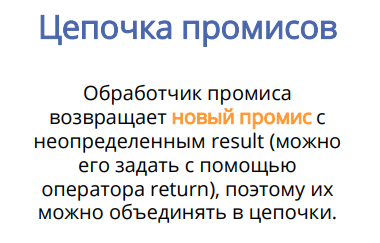 Цепочка промисов
Обработчик промиса
возвращает новый промис с
неопределенным result (можно
его задать с помощью
оператора return), поэтому их
можно объединять в цепочки.